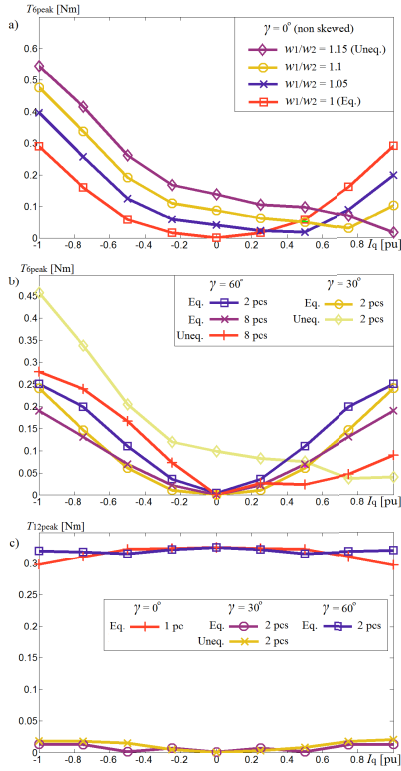 T6peak [Nm]
a)
γ = 0° (non skewed)
w1/w2 = 1.15 (Uneq.)
w1/w2 = 1.1
w1/w2 = 1.05
w1/w2 = 1 (Eq.)
0.6
0.5
0.4
0.3
0.2
0.1
0
-1 -0.8 -0.6 -0.4 -0.2 0 0.2 0.4 0.6 0.8 Iq [pu]
b)
T6peak [Nm]
γ = 60° γ = 30°
Eq. 2 pcs Eq. 2 pcs
Eq. 8 pcs Uneq. 2 pcs
Uneq. 8 pcs
0.45
0.4
0.35
0.3
0.25
0.2
0.15
0.1
0.05
0
-1 -0.8 -0.6 -0.4 -0.2 0 0.2 0.4 0.6 0.8 Iq [pu]
T12peak [Nm]
c)
γ = 0° γ = 30° γ = 60°
Eq. 1 pc Eq. 2 pcs Eq. 2 pcs
Uneq. 2 pcs
0.3
0.25
0.2
0.15
0.1
0.05
0
-1 -0.8 -0.6 -0.4 -0.2 0 0.2 0.4 0.6 0.8 Iq [pu]